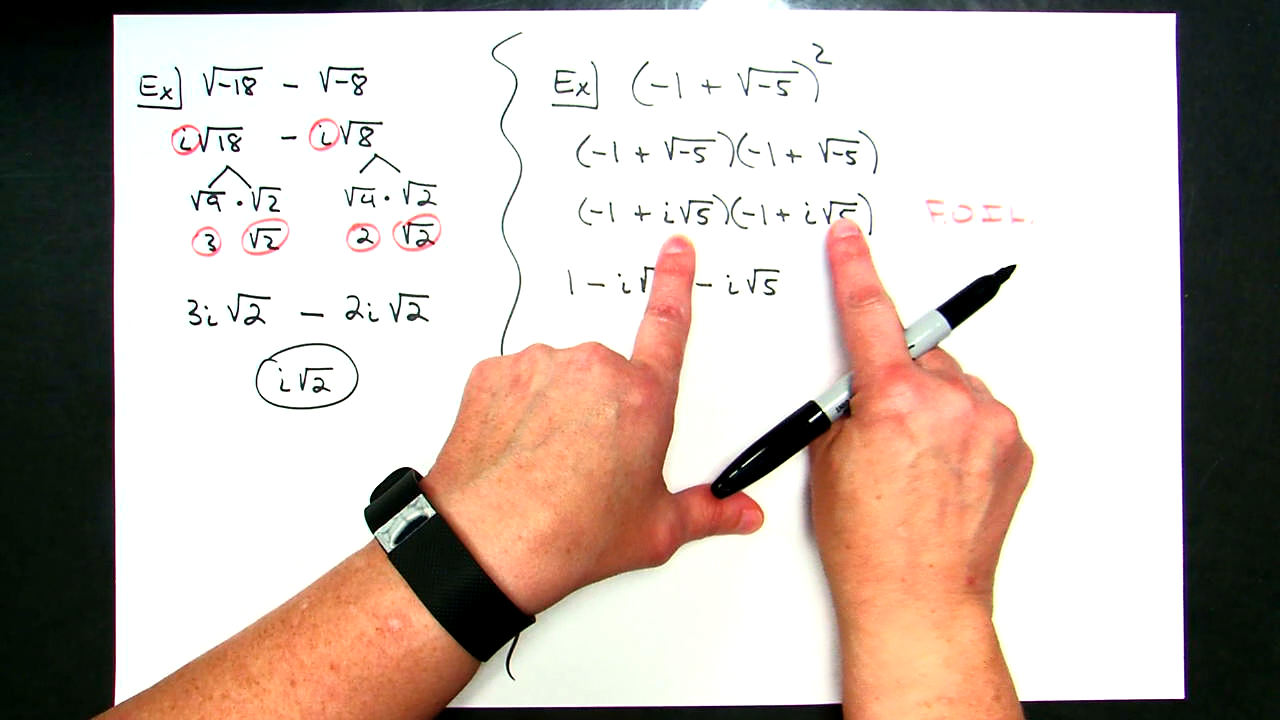 Ex] √-18 - √-8
i√18 - i√8
√9 · √2 √4 · √2
3 √2 2 √2
3i√2 - 2i√2
i√2
Ex] (-1 + √-5)²
(-1 + √-5)(-1 + √-5)
(-1 + i√5)(-1 + i√5) F.O.I.L.
1 - i√ - i√5